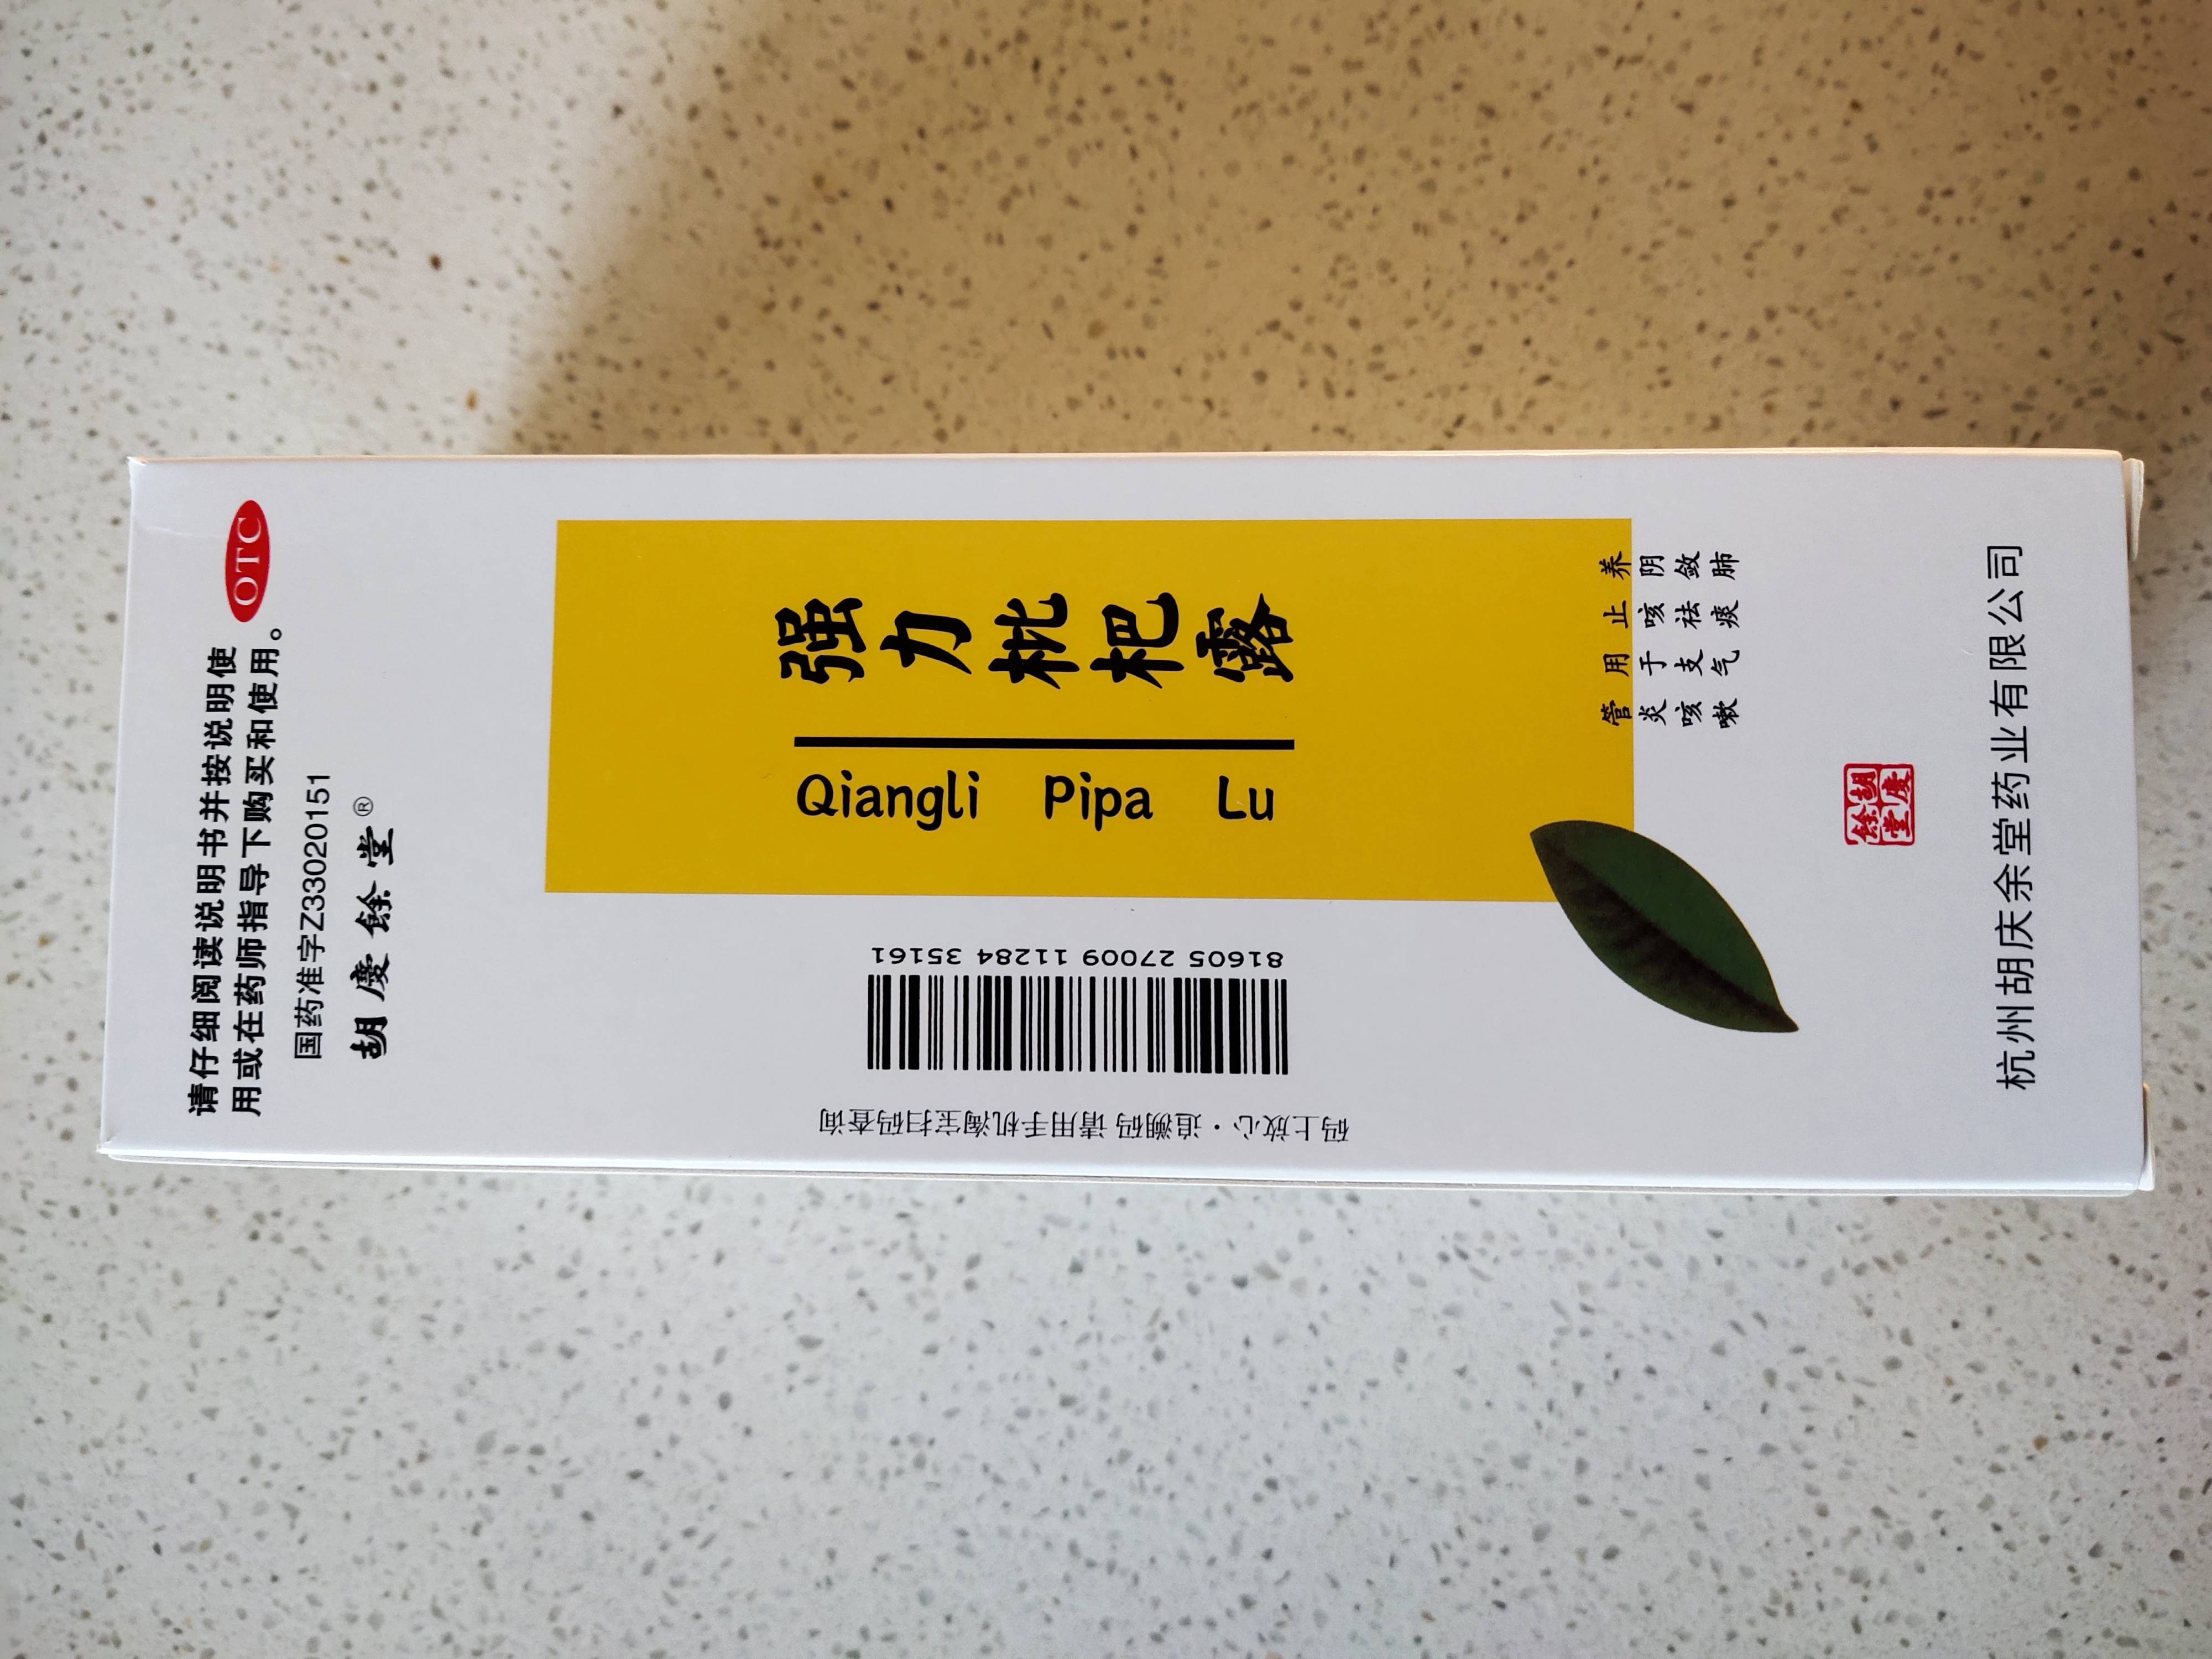 OTC
请仔细阅读说明书并按说明使
用或在药师指导下购买和使用。
国药准字Z33020151
胡慶餘堂®
强力枇杷露
Qiangli Pipa Lu
81605 27009 11284 35161
码上放心·追溯码 请用手机淘宝扫码查询
养阴敛肺
止咳祛痰
用于支气
管炎咳嗽
胡慶
餘堂
杭州胡庆余堂药业有限公司